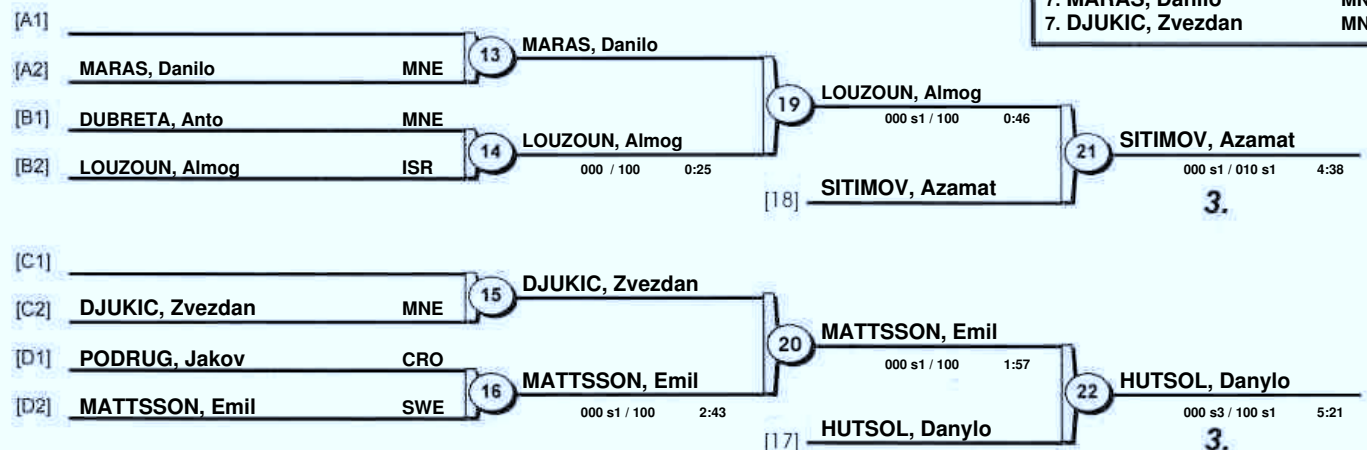 7. MARAS, Danilo MN
7. DJUKIC, Zvezdan MN
[A1]
[A2] MARAS, Danilo MNE
13 MARAS, Danilo
[B1] DUBRETA, Anto MNE
[B2] LOUZOUN, Almog ISR
14 LOUZOUN, Almog
000 / 100 0:25
19 LOUZOUN, Almog
000 s1 / 100 0:46
[18] SITIMOV, Azamat
21 SITIMOV, Azamat
000 s1 / 010 s1 4:38
3.
[C1]
[C2] DJUKIC, Zvezdan MNE
15 DJUKIC, Zvezdan
[D1] PODRUG, Jakov CRO
[D2] MATTSSON, Emil SWE
16 MATTSSON, Emil
000 s1 / 100 2:43
20 MATTSSON, Emil
000 s1 / 100 1:57
[17] HUTSOL, Danylo
22 HUTSOL, Danylo
000 s3 / 100 s1 5:21
3.